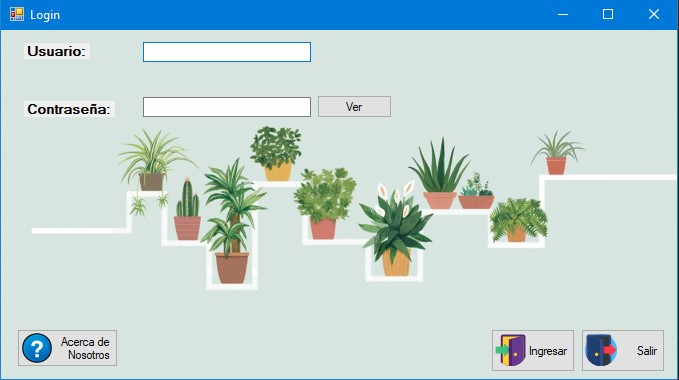 Login
Usuario:
Contraseña:
Ver
?
Acerca de
Nosotros
Ingresar
Salir